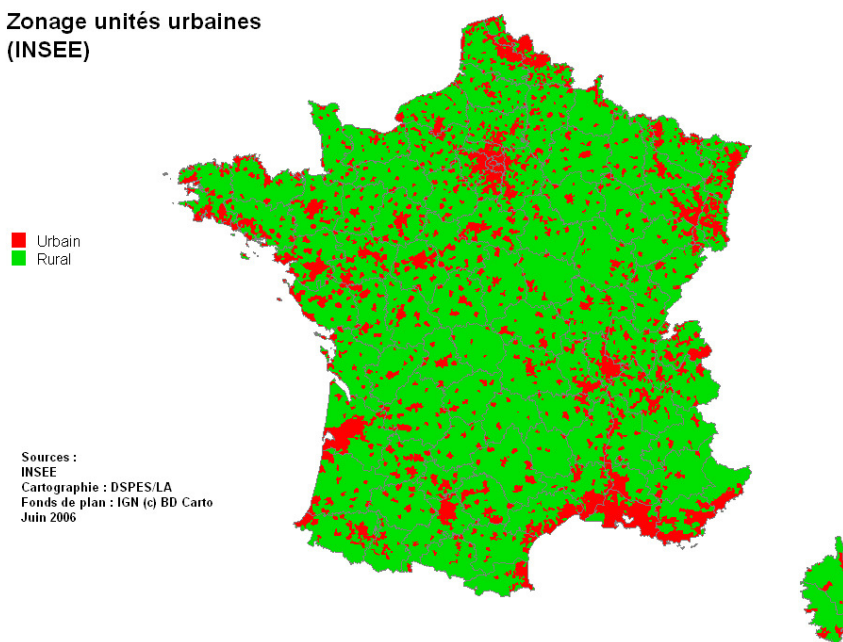 Zonage unités urbaines
(INSEE)
Urbain
Rural
Sources :
INSEE
Cartographie : DSPES/LA
Fonds de plan : IGN (c) BD Carto
Juin 2006